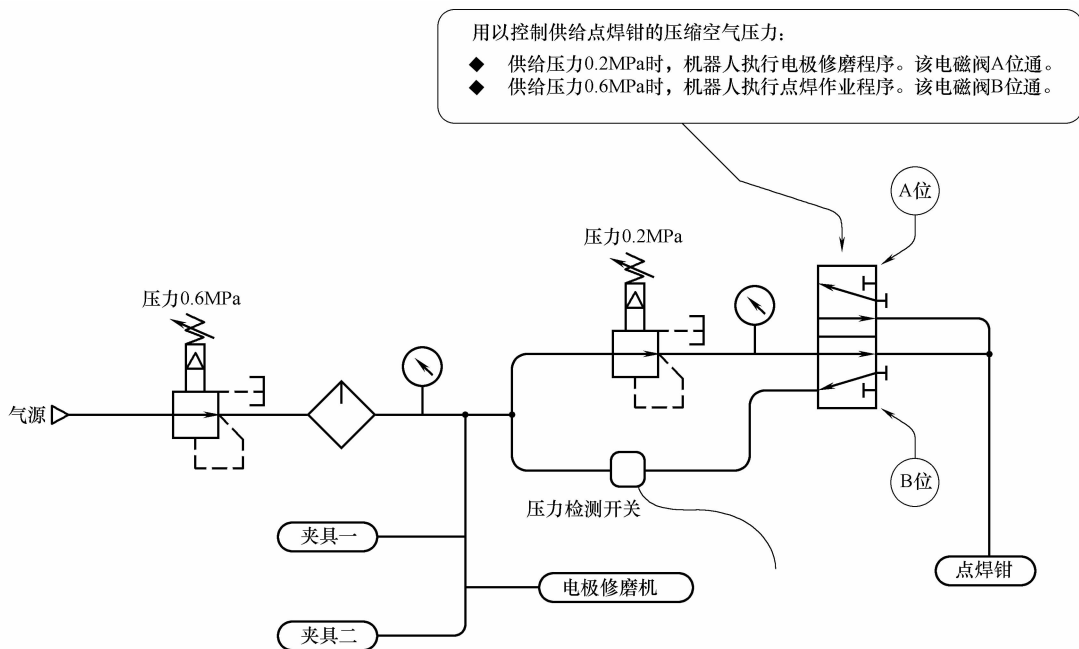 用以控制供给点焊钳的压缩空气压力：
◆ 供给压力0.2MPa时，机器人执行电极修磨程序。该电磁阀A位通。
◆ 供给压力0.6MPa时，机器人执行点焊作业程序。该电磁阀B位通。
A位
压力0.2MPa
压力0.6MPa
气源
B位
压力检测开关
夹具一
点焊钳
电极修磨机
夹具二